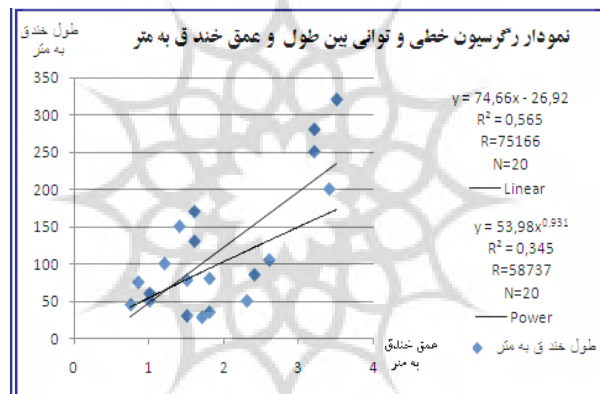 نمودار رگرسیون خطی و توانی بین طول و عمق خندق به متر
طول خندق
به متر
350
300
250
200
150
100
50
0
0 1 2 3 4
عمق خندق
به متر
y = 74,66x - 26,92
R² = 0,565
R=75166
N=20
Linear
y = 53,98x^0,931
R² = 0,345
R=58737
N=20
Power
طول خندق به متر